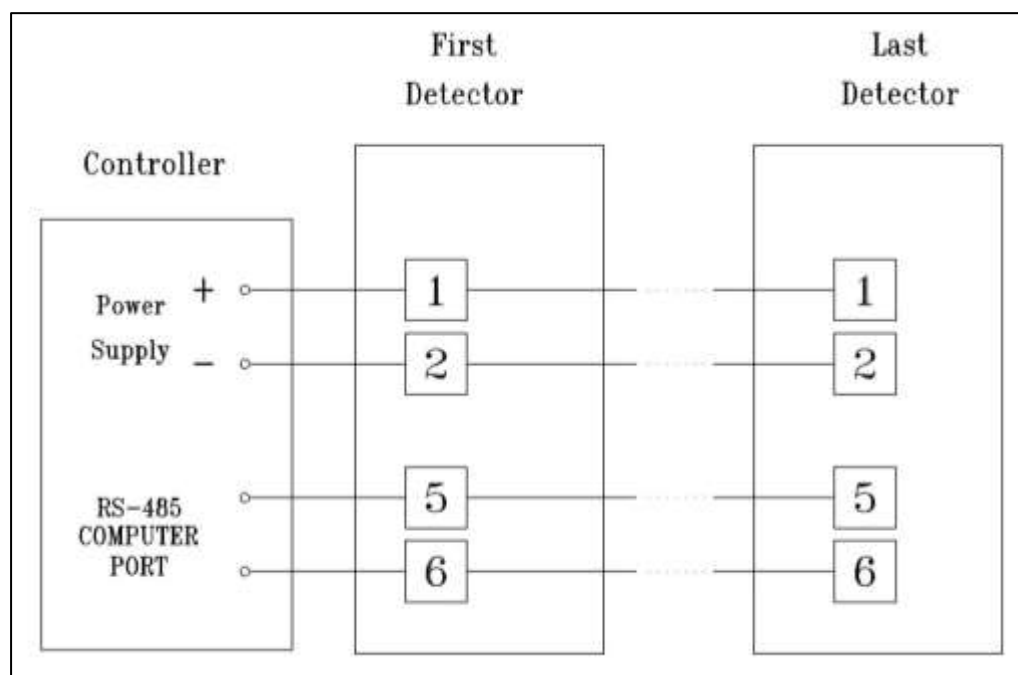 First
Detector
Last
Detector
Controller
Power
Supply
+
−
RS-485
COMPUTER
PORT
1
2
5
6
1
2
5
6